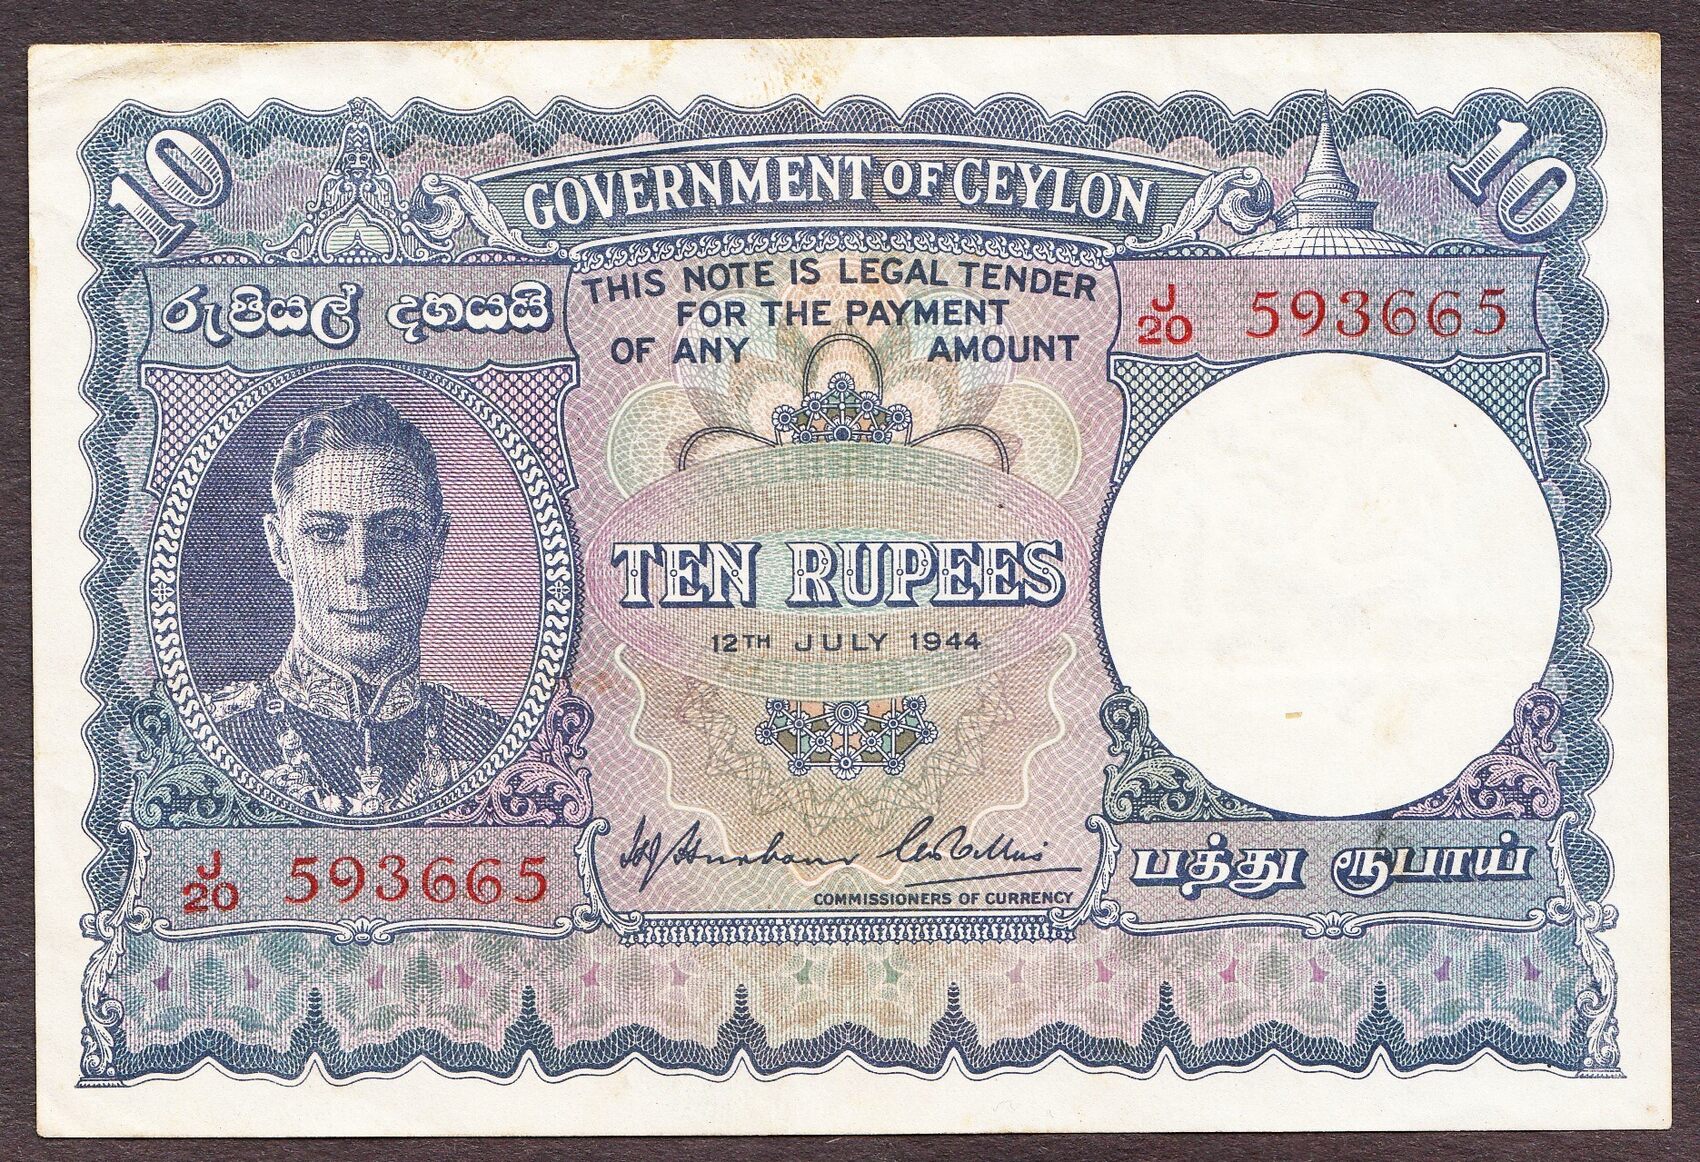 10
10
GOVERNMENT OF CEYLON
රුපියල් දහයයි
THIS NOTE IS LEGAL TENDER
FOR THE PAYMENT
OF ANY AMOUNT
J/20 593665
TEN RUPEES
12TH JULY 1944
J/20 593665
COMMISSIONERS OF CURRENCY
பத்து ரூபாய்